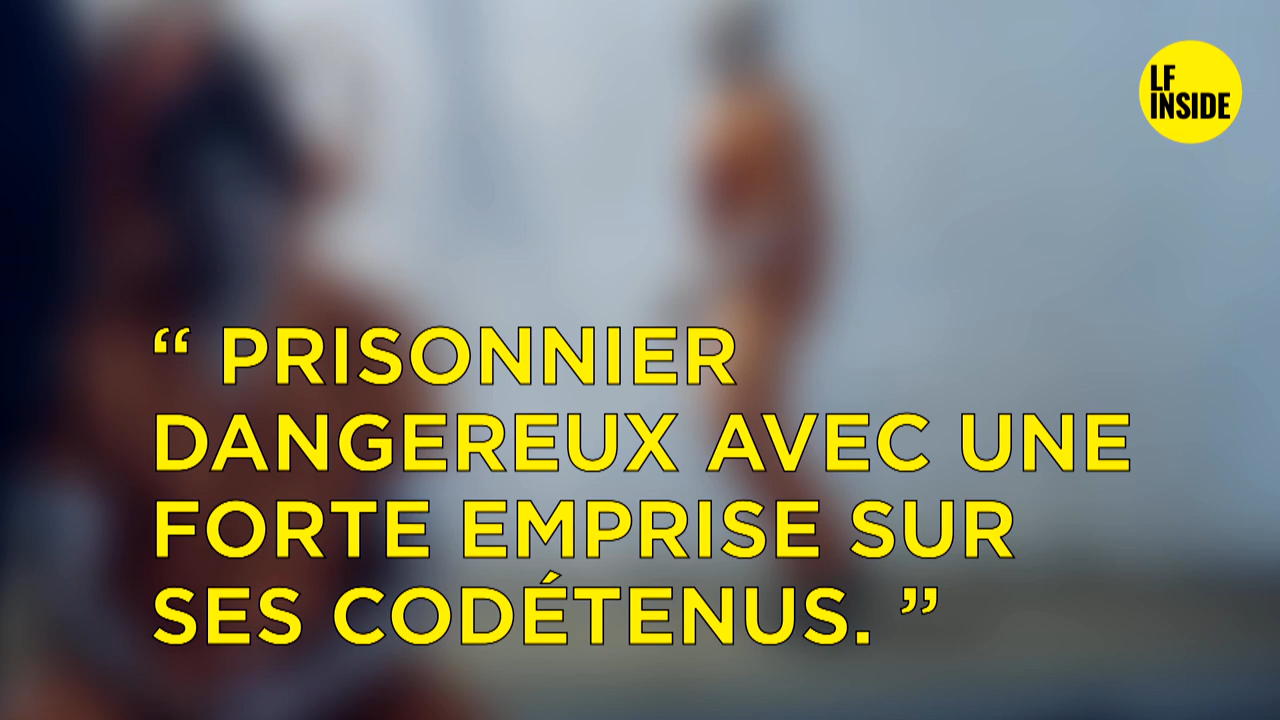 LF
INSIDE
“ PRISONNIER
DANGEREUX AVEC UNE
FORTE EMPRISE SUR
SES CODÉTENUS. ”